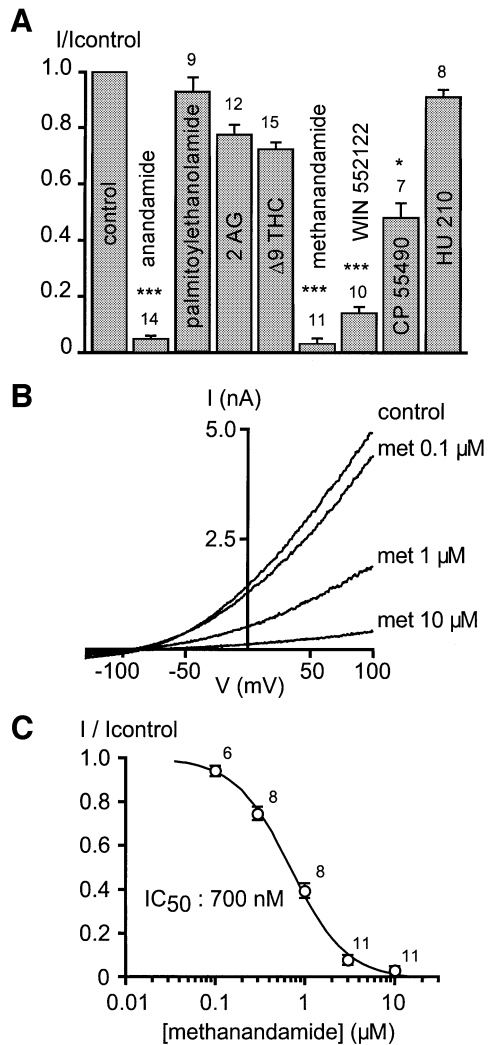 A
I/Icontrol
1.0
0.8
0.6
0.4
0.2
0
control
anandamide
***
14
9
palmitoylethanolamide
12
2 AG
15
Δ9 THC
methanandamide
***
11
WIN 552122
***
10
*
7
CP 55490
8
HU 210
B
I (nA)
5.0
2.5
control
met 0.1 µM
met 1 µM
met 10 µM
-100 -50 50 100
V (mV)
C
I / Icontrol
1.0
0.8
0.6
0.4
0.2
0
6
8
8
11
11
IC50 : 700 nM
0.01 0.1 1 10
[methanandamide] (µM)